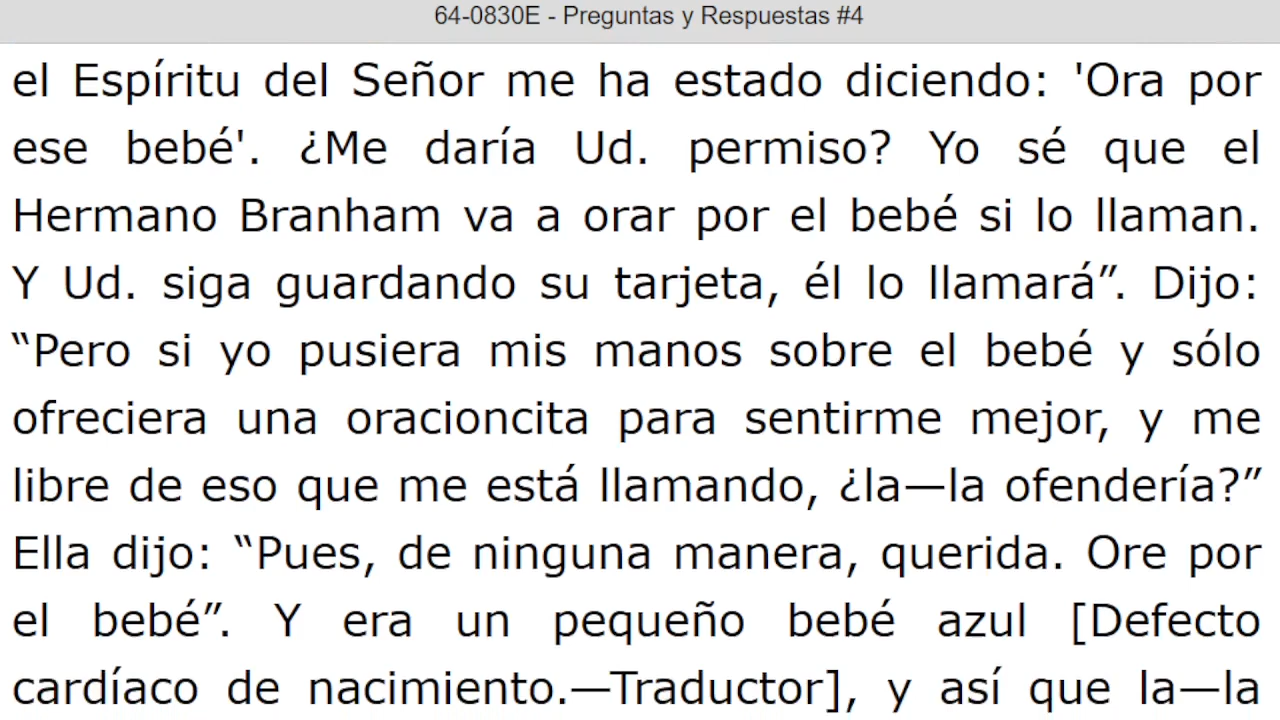 64-0830E - Preguntas y Respuestas #4
el Espíritu del Señor me ha estado diciendo: 'Ora por
ese bebé'. ¿Me daría Ud. permiso? Yo sé que el
Hermano Branham va a orar por el bebé si lo llaman.
Y Ud. siga guardando su tarjeta, él lo llamará”. Dijo:
“Pero si yo pusiera mis manos sobre el bebé y sólo
ofreciera una oracioncita para sentirme mejor, y me
libre de eso que me está llamando, ¿la—la ofendería?”
Ella dijo: “Pues, de ninguna manera, querida. Ore por
el bebé”. Y era un pequeño bebé azul [Defecto
cardíaco de nacimiento.—Traductor], y así que la—la